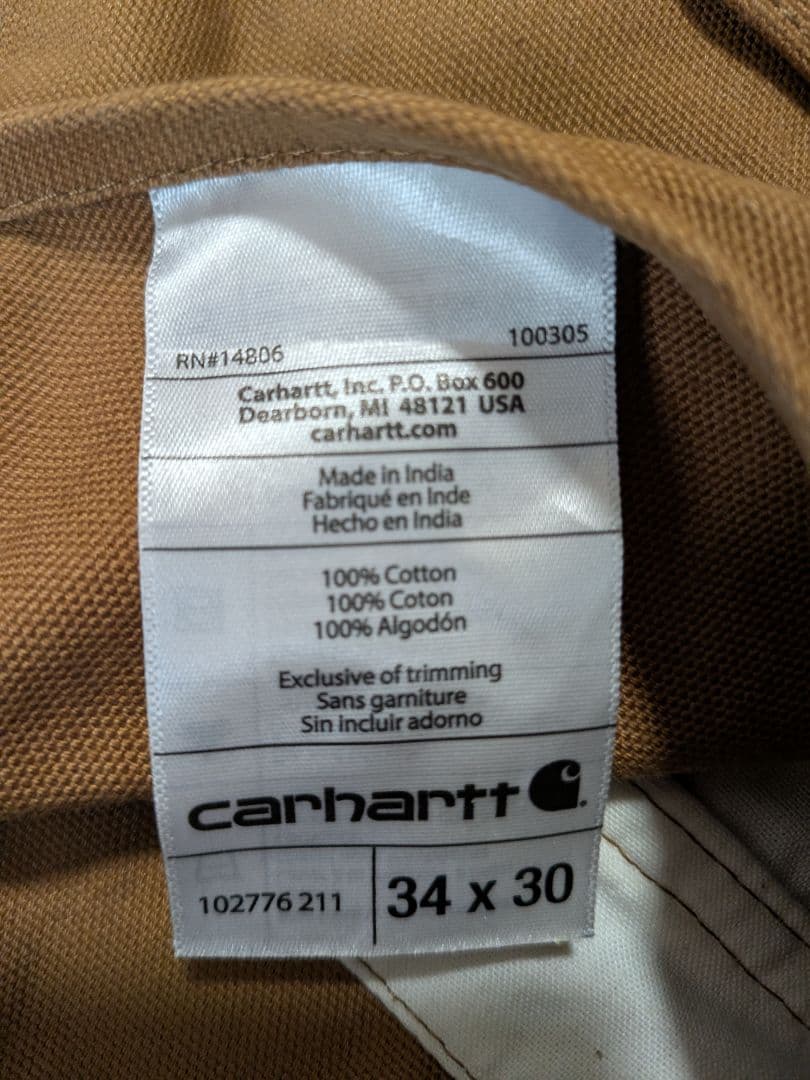 RN#14806 100305
Carhartt, Inc. P.O. Box 600
Dearborn, MI 48121 USA
carhartt.com
Made in India
Fabriqué en Inde
Hecho en India
100% Cotton
100% Coton
100% Algodón
Exclusive of trimming
Sans garniture
Sin incluir adorno
carhartt
102776 211 34 x 30